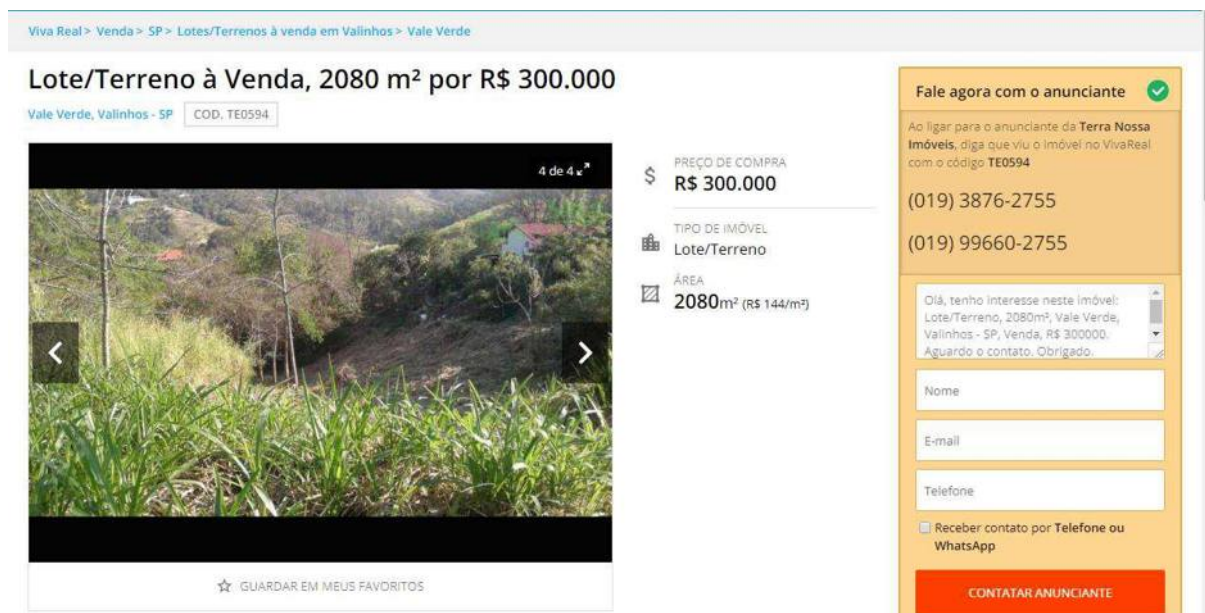 Viva Real > Venda > SP > Lotes/Terrenos à venda em Valinhos > Vale Verde
Lote/Terreno à Venda, 2080 m² por R$ 300.000
Vale Verde, Valinhos - SP COD. TE0594
4 de 4
PREÇO DE COMPRA
$ R$ 300.000
TIPO DE IMÓVEL
Lote/Terreno
ÁREA
2080m² (R$ 144/m²)
GUARDAR EM MEUS FAVORITOS
Fale agora com o anunciante
Ao ligar para o anunciante da Terra Nossa
Imóveis, diga que viu o imóvel no VivaReal
com o código TE0594
(019) 3876-2755
(019) 99660-2755
Olá, tenho interesse neste imóvel:
Lote/Terreno, 2080m², Vale Verde,
Valinhos - SP, Venda, R$ 300000.
Aguardo o contato. Obrigado.
Nome
E-mail
Telefone
Receber contato por Telefone ou
WhatsApp
CONTATAR ANUNCIANTE